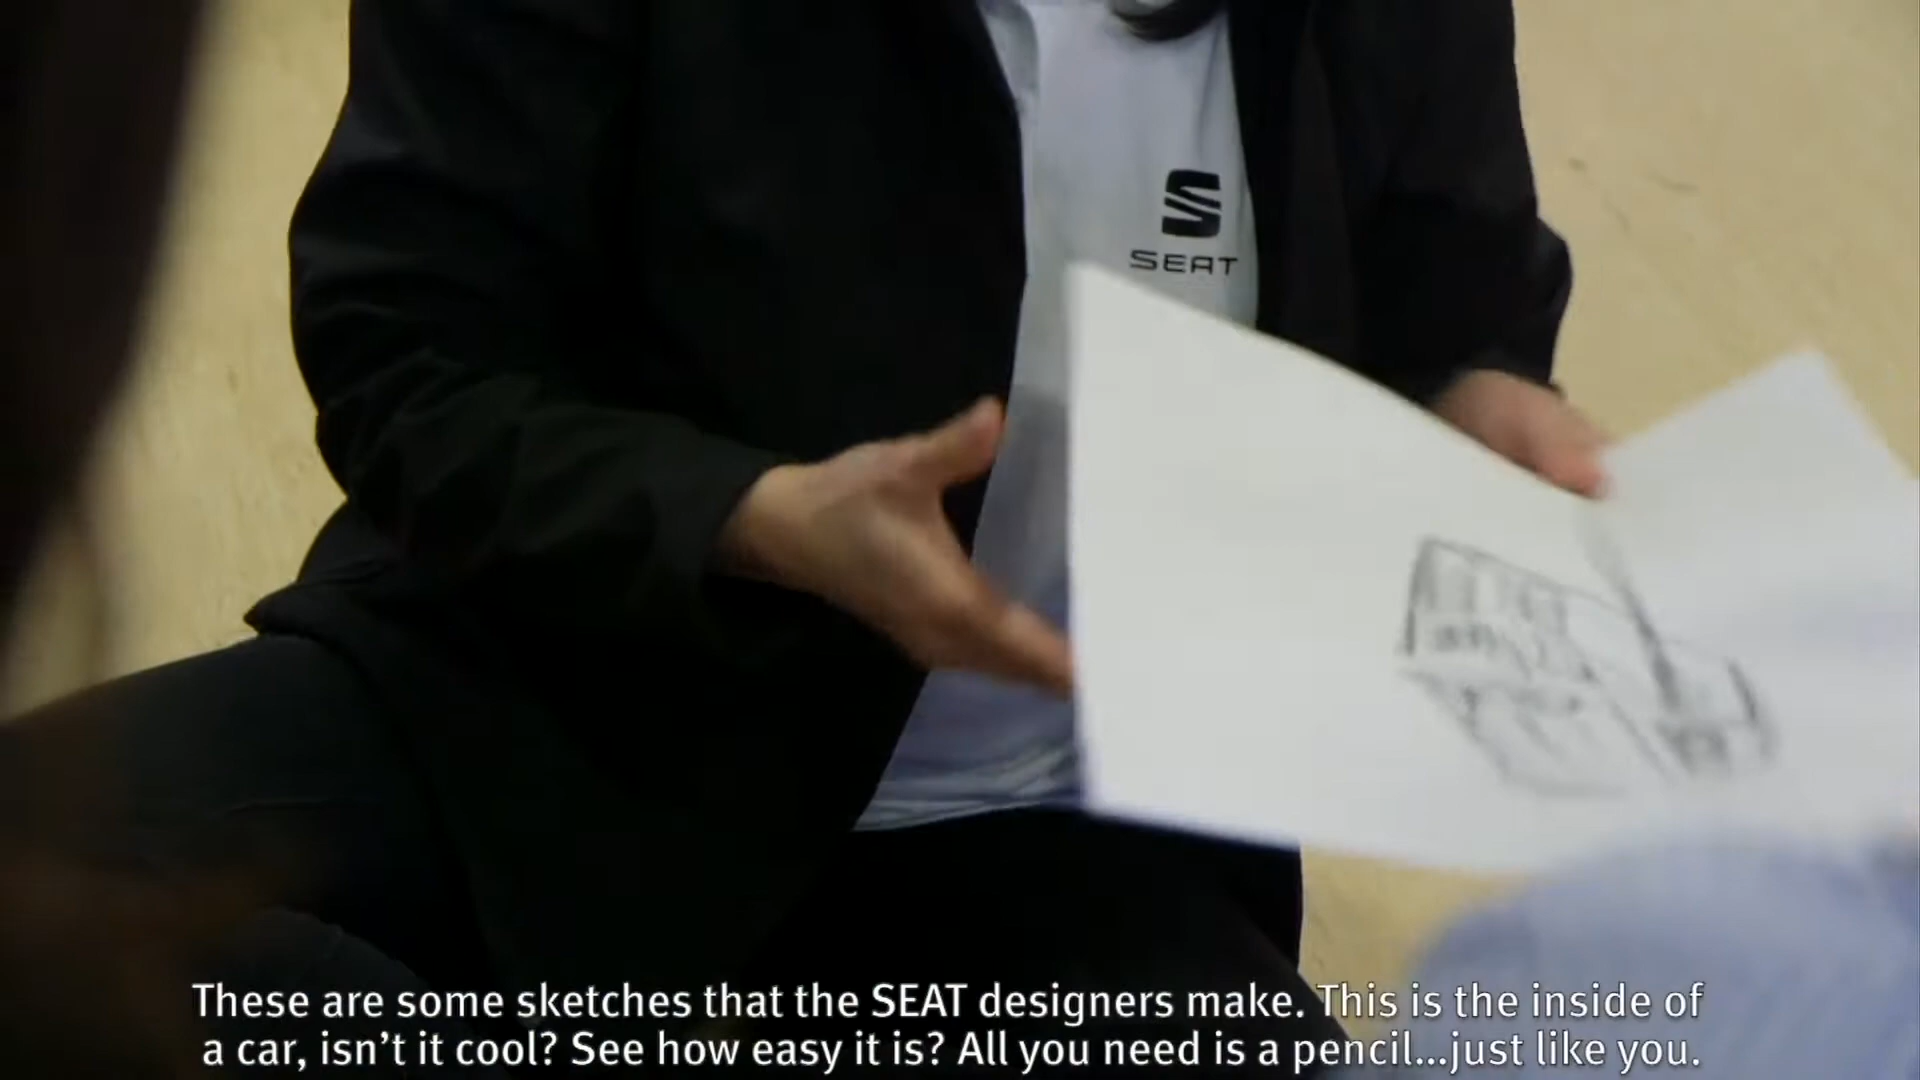 SEAT
These are some sketches that the SEAT designers make. This is the inside of
a car, isn't it cool? See how easy it is? All you need is a pencil...just like you.